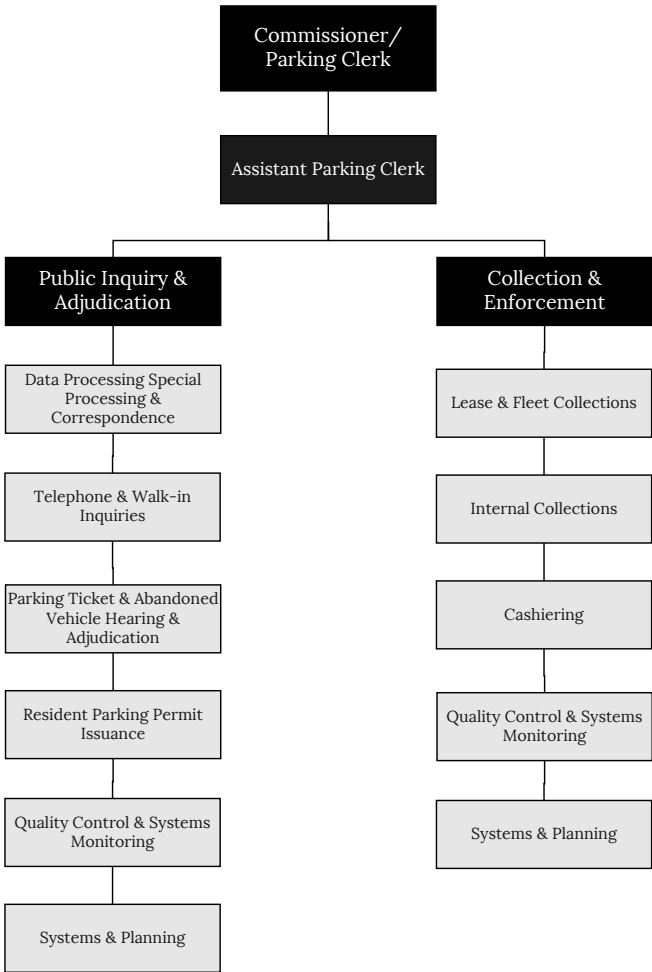 Commissioner/
Parking Clerk
Assistant Parking Clerk
Public Inquiry &
Adjudication
Data Processing Special
Processing &
Correspondence
Telephone & Walk-in
Inquiries
Parking Ticket & Abandoned
Vehicle Hearing &
Adjudication
Resident Parking Permit
Issuance
Quality Control & Systems
Monitoring
Systems & Planning
Collection &
Enforcement
Lease & Fleet Collections
Internal Collections
Cashiering
Quality Control & Systems
Monitoring
Systems & Planning